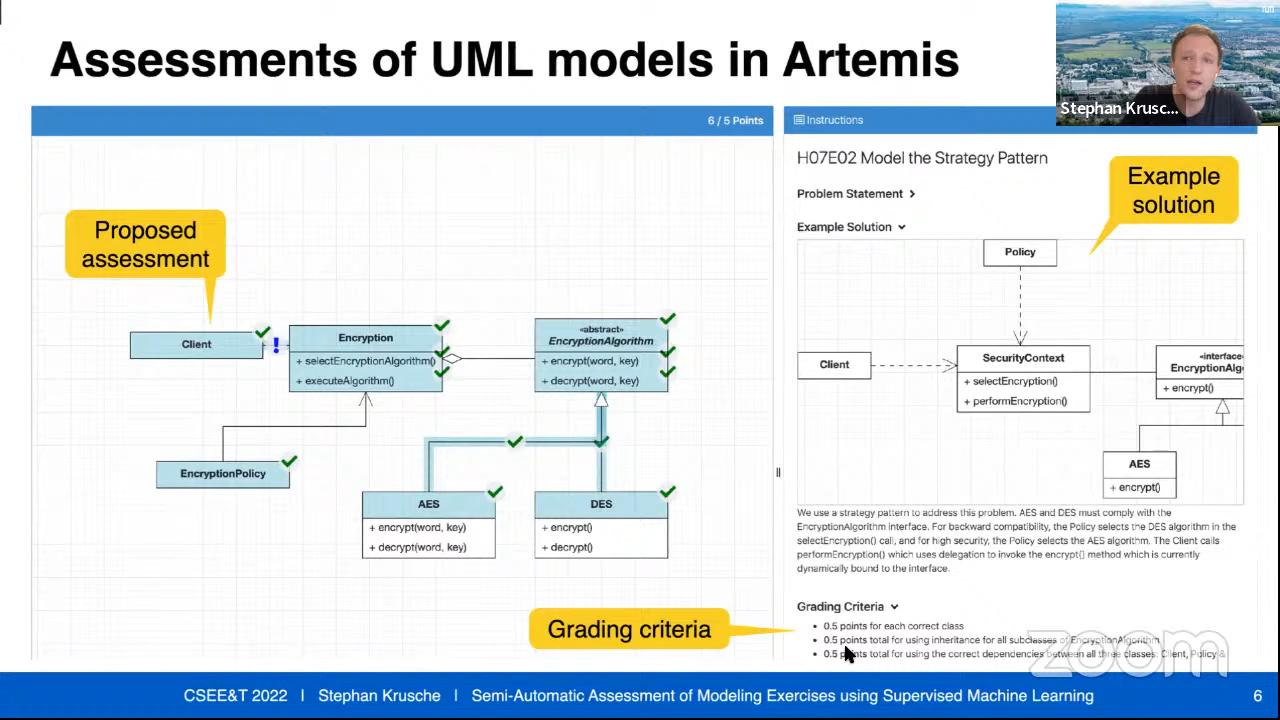 Assessments of UML models in Artemis
Stephan Krusc...
6 / 5 Points
Instructions
H07E02 Model the Strategy Pattern
Problem Statement
Example Solution
Example
solution
Proposed
assessment
Client
Encryption
+ selectEncryptionAlgorithm()
+ executeAlgorithm()
«abstract»
EncryptionAlgorithm
+ encrypt(word, key)
+ decrypt(word, key)
EncryptionPolicy
AES
+ encrypt(word, key)
+ decrypt(word, key)
DES
+ encrypt()
+ decrypt()
Policy
Client
SecurityContext
+ selectEncryption()
+ performEncryption()
«interface
EncryptionAlgo
+ encrypt()
AES
+ encrypt()
We use a strategy pattern to address this problem. AES and DES must comply with the
EncryptionAlgorithm interface. For backward compatibility, the Policy selects the DES algorithm in the
selectEncryption() call, and for high security, the Policy selects the AES algorithm. The Client calls
performEncryption() which uses delegation to invoke the encrypt() method which is currently
dynamically bound to the interface.
Grading criteria
Grading Criteria
• 0.5 points for each correct class
• 0.5 points total for using inheritance for all subclasses of EncryptionAlgorithm
• 0.5 points total for using the correct dependencies between all three classes: Client, Policy &
zoom
CSEE&T 2022 | Stephan Krusche | Semi-Automatic Assessment of Modeling Exercises using Supervised Machine Learning
6